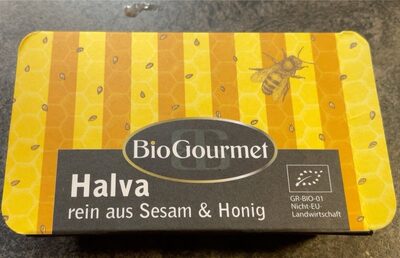 BioGourmet
Halva
rein aus Sesam & Honig
GR-BIO-01
Nicht-EU-
Landwirtschaft